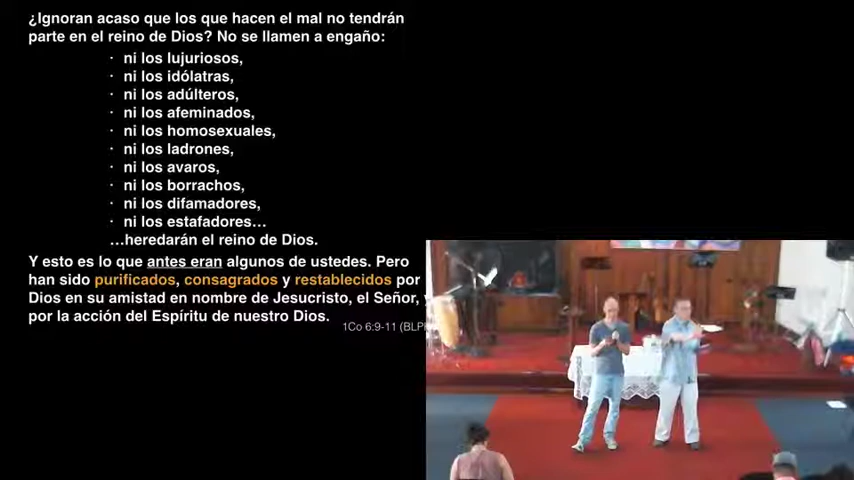 ¿Ignoran acaso que los que hacen el mal no tendrán
parte en el reino de Dios? No se llamen a engaño:
· ni los lujuriosos,
· ni los idólatras,
· ni los adúlteros,
· ni los afeminados,
· ni los homosexuales,
· ni los ladrones,
· ni los avaros,
· ni los borrachos,
· ni los difamadores,
· ni los estafadores…
…heredarán el reino de Dios.
Y esto es lo que antes eran algunos de ustedes. Pero
han sido purificados, consagrados y restablecidos por
Dios en su amistad en nombre de Jesucristo, el Señor, y
por la acción del Espíritu de nuestro Dios.
1Co 6:9-11 (BLP